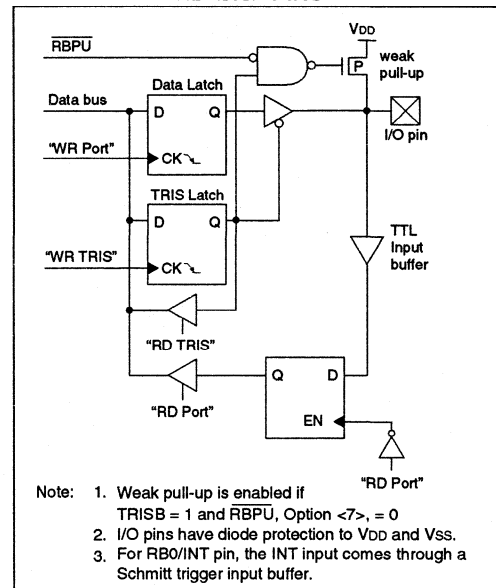 RBPU
VDD
P
weak
pull-up
Data bus
Data Latch
D Q
I/O pin
"WR Port"
CK
TRIS Latch
D Q
TTL
Input
buffer
"WR TRIS"
CK
"RD TRIS"
Q D
"RD Port"
EN
"RD Port"
Note: 1. Weak pull-up is enabled if
TRISB = 1 and RBPU, Option <7>, = 0
2. I/O pins have diode protection to VDD and VSS.
3. For RB0/INT pin, the INT input comes through a
Schmitt trigger input buffer.